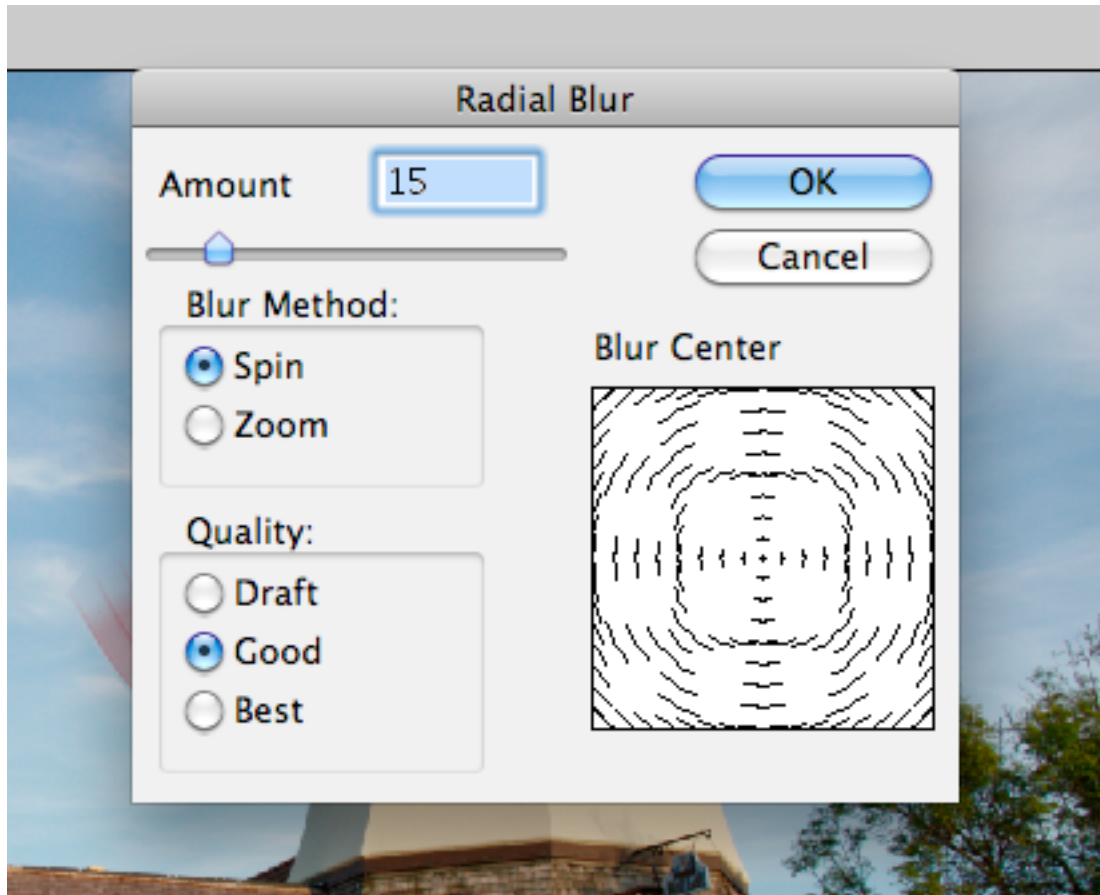 Radial Blur
Amount
15
OK
Cancel
Blur Method:
Spin
Zoom
Blur Center
Quality:
Draft
Good
Best